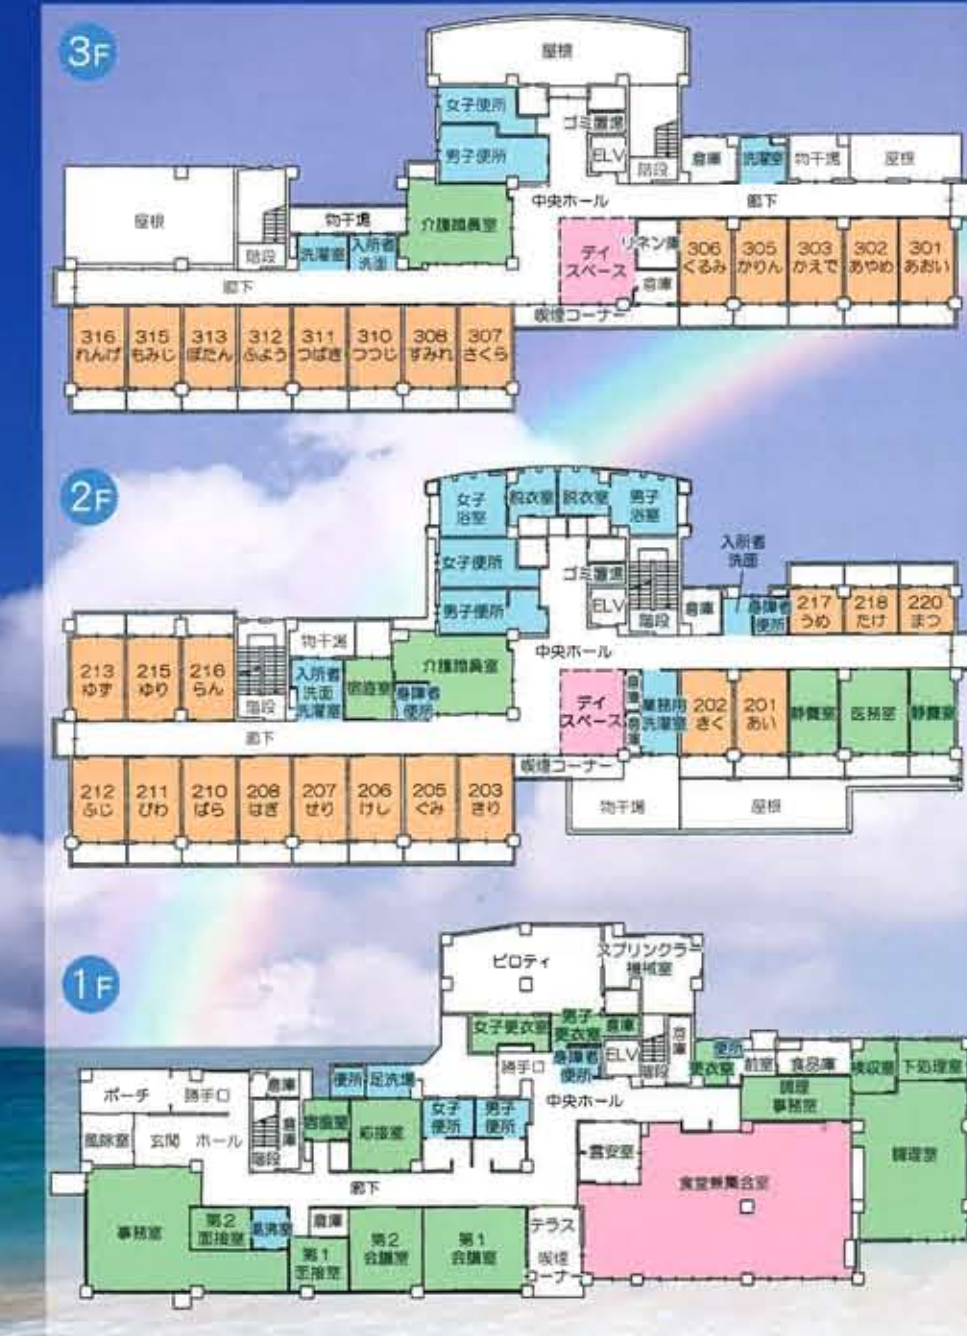 3F
屋根
女子便所
ゴミ置場
男子便所
ELV
階段
倉庫
洗濯室
物干場
屋根
屋根
階段
物干場
洗濯室
入所者
洗面
介護職員室
中央ホール
廊下
デイ
スペース
リネン庫
倉庫
306
くるみ
305
かりん
303
かえで
302
あやめ
301
あおい
廊下
喫煙コーナー
316
れんげ
315
もみじ
313
ぼたん
312
ふよう
311
つばき
310
つつじ
308
すみれ
307
さくら
2F
女子
浴室
脱衣室
脱衣室
男子
浴室
女子便所
ゴミ置場
男子便所
ELV
階段
倉庫
入所者
洗面
身障者
便所
217
うめ
218
たけ
220
まつ
213
ゆず
215
ゆり
216
らん
階段
物干場
入所者
洗面
洗濯室
宿直室
身障者
便所
介護職員室
中央ホール
デイ
スペース
倉庫
倉庫
業務用
洗濯室
202
きく
201
あい
静養室
医務室
静養室
廊下
喫煙コーナー
212
ふじ
211
びわ
210
ばら
208
はぎ
207
せり
206
けし
205
ぐみ
203
きり
物干場
屋根
1F
ピロティ
スプリンクラー
機械室
女子更衣室
男子
更衣室
倉庫
勝手口
身障者
便所
ELV
階段
倉庫
更衣室
便所
前室
食品庫
検収室
下処理室
調理
事務室
調理室
ポーチ
勝手口
倉庫
風除室
玄関
ホール
階段
倉庫
便所
足洗場
宿直室
応接室
女子
便所
男子
便所
中央ホール
霊安室
食堂兼集会室
廊下
事務室
第2
面接室
湯沸室
倉庫
第1
面接室
第2
会議室
第1
会議室
テラス
喫煙
コーナー